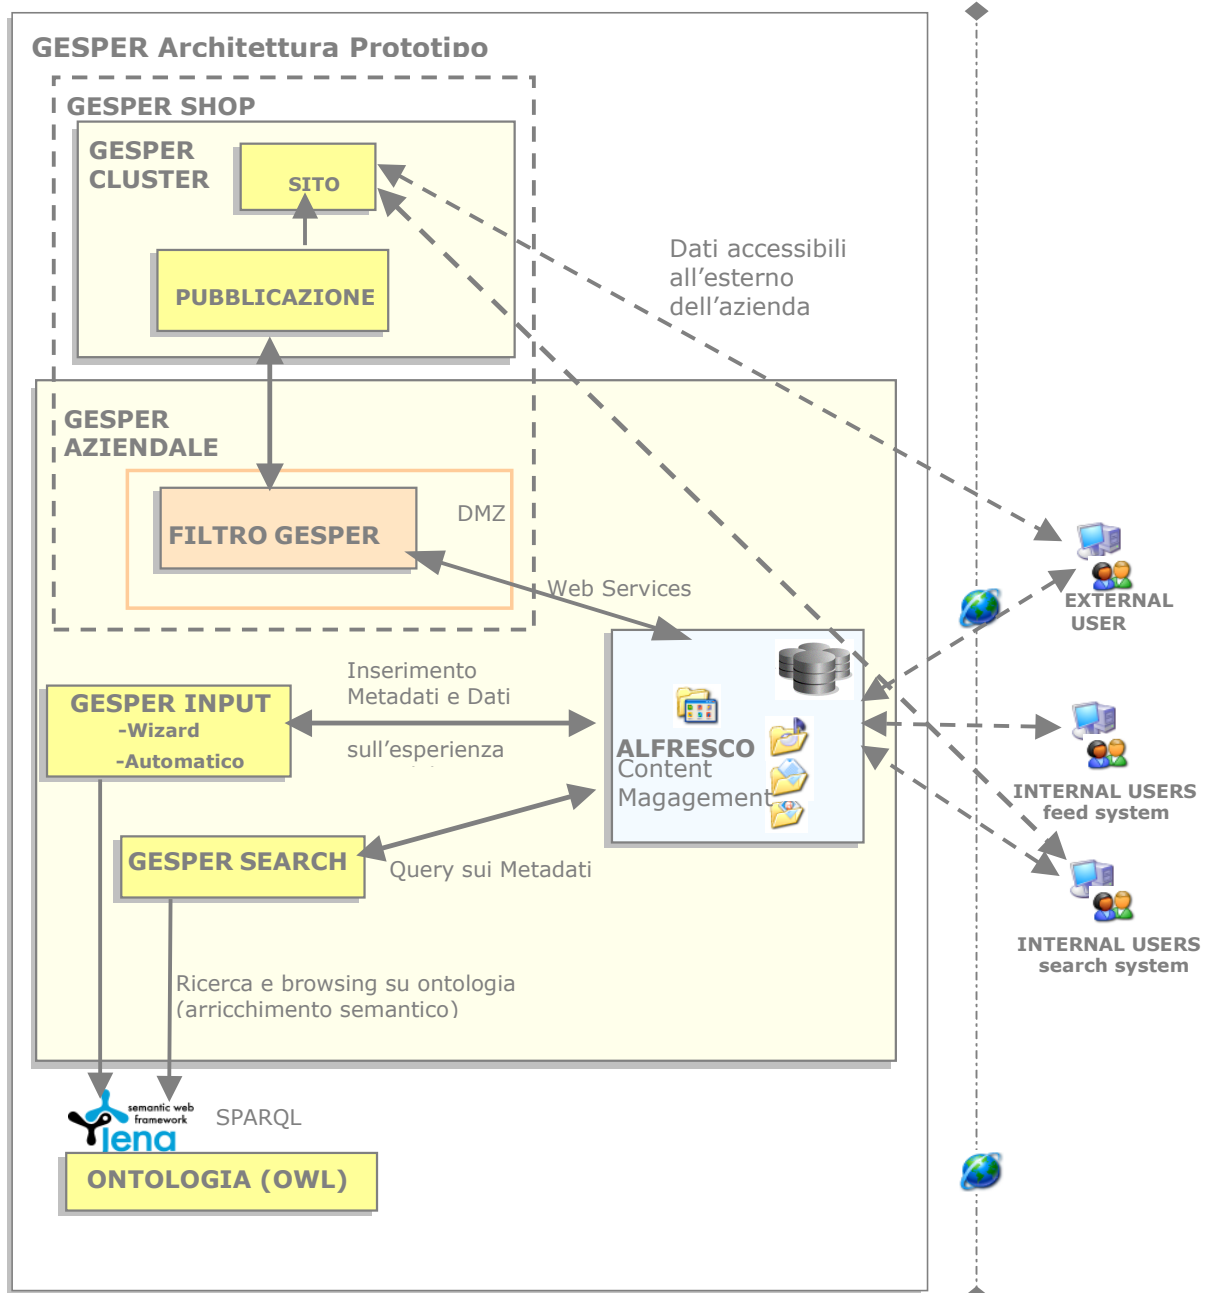 GESPER Architettura Prototipo
GESPER SHOP
GESPER
CLUSTER
SITO
PUBBLICAZIONE
Dati accessibili
all’esterno
dell’azienda
GESPER
AZIENDALE
DMZ
FILTRO GESPER
Web Services
EXTERNAL
USER
Inserimento
Metadati e Dati
sull’esperienza
GESPER INPUT
-Wizard
-Automatico
ALFRESCO
Content
Magagement
INTERNAL USERS
feed system
GESPER SEARCH
Query sui Metadati
INTERNAL USERS
search system
Ricerca e browsing su ontologia
(arricchimento semantico)
semantic web
framework
Jena
SPARQL
ONTOLOGIA (OWL)